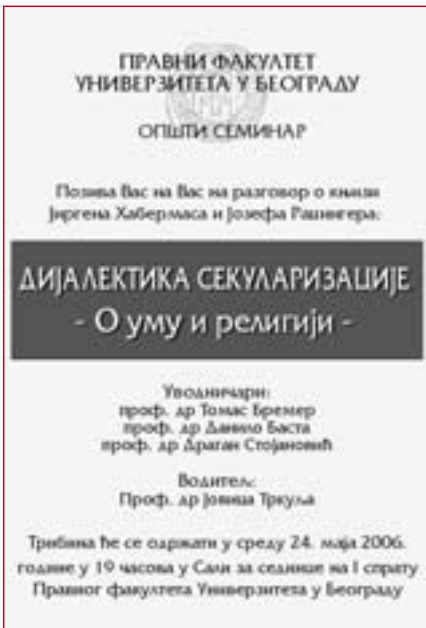 ПРАВНИ ФАКУЛТЕТ
УНИВЕРЗИТЕТА У БЕОГРАДУ
ОПШТИ СЕМИНАР
Позива Вас на Вас на разговор о књизи
Јиргена Хабермаса и Јозефа Рацингера:
ДИЈАЛЕКТИКА СЕКУЛАРИЗАЦИЈЕ
- О уму и религији -
Уводничари:
проф. др Томас Бремер
проф. др Данило Баста
проф. др Драган Стојановић
Водитељ:
Проф. др Јовица Тркуља
Трибина ће се одржати у среду 24. маја 2006.
године у 19 часова у Сали за седнице на I спрату
Правног факултета Универзитета у Београду